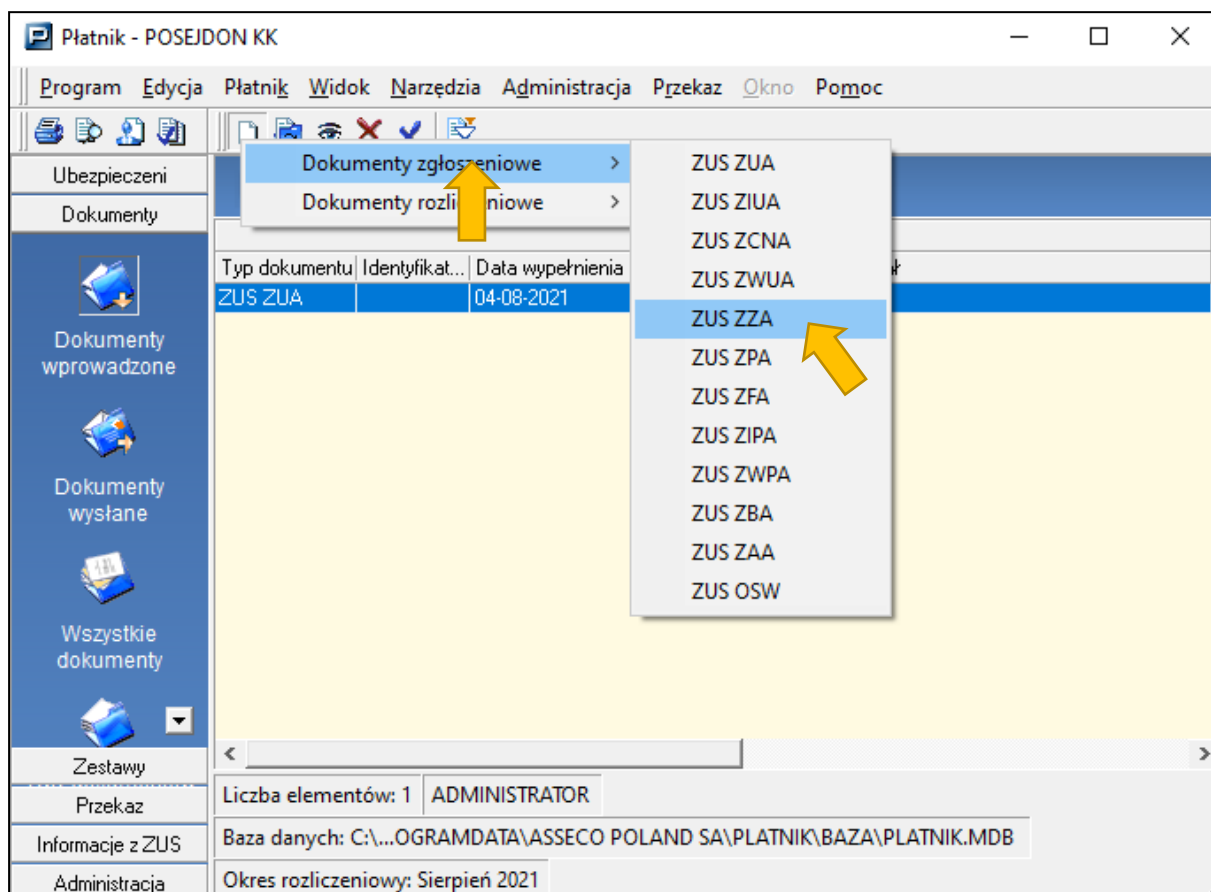 Płatnik - POSEJDON KK
Program Edycja Płatnik Widok Narzędzia Administracja Przekaz Okno Pomoc
Ubezpieczeni
Dokumenty
Dokumenty wprowadzone
Dokumenty wysłane
Wszystkie dokumenty
Zestawy
Przekaz
Informacje z ZUS
Administracja
Dokumenty zgłoszeniowe >
Dokumenty >
ZUS ZUA
ZUS ZIUA
ZUS ZCNA
ZUS ZWUA
ZUS ZZA
ZUS ZPA
ZUS ZFA
ZUS ZIPA
ZUS ZWPA
ZUS ZBA
ZUS ZAA
ZUS OSW
Typ dokumentu Identyfikat... Data wypełnienia
ZUS ZUA 04-08-2021
Liczba elementów: 1 ADMINISTRATOR
Baza danych: C:\...OGRAMDATA\ASSECO POLAND SA\PLATNIK\BAZA\PLATNIK.MDB
Okres rozliczeniowy: Sierpień 2021